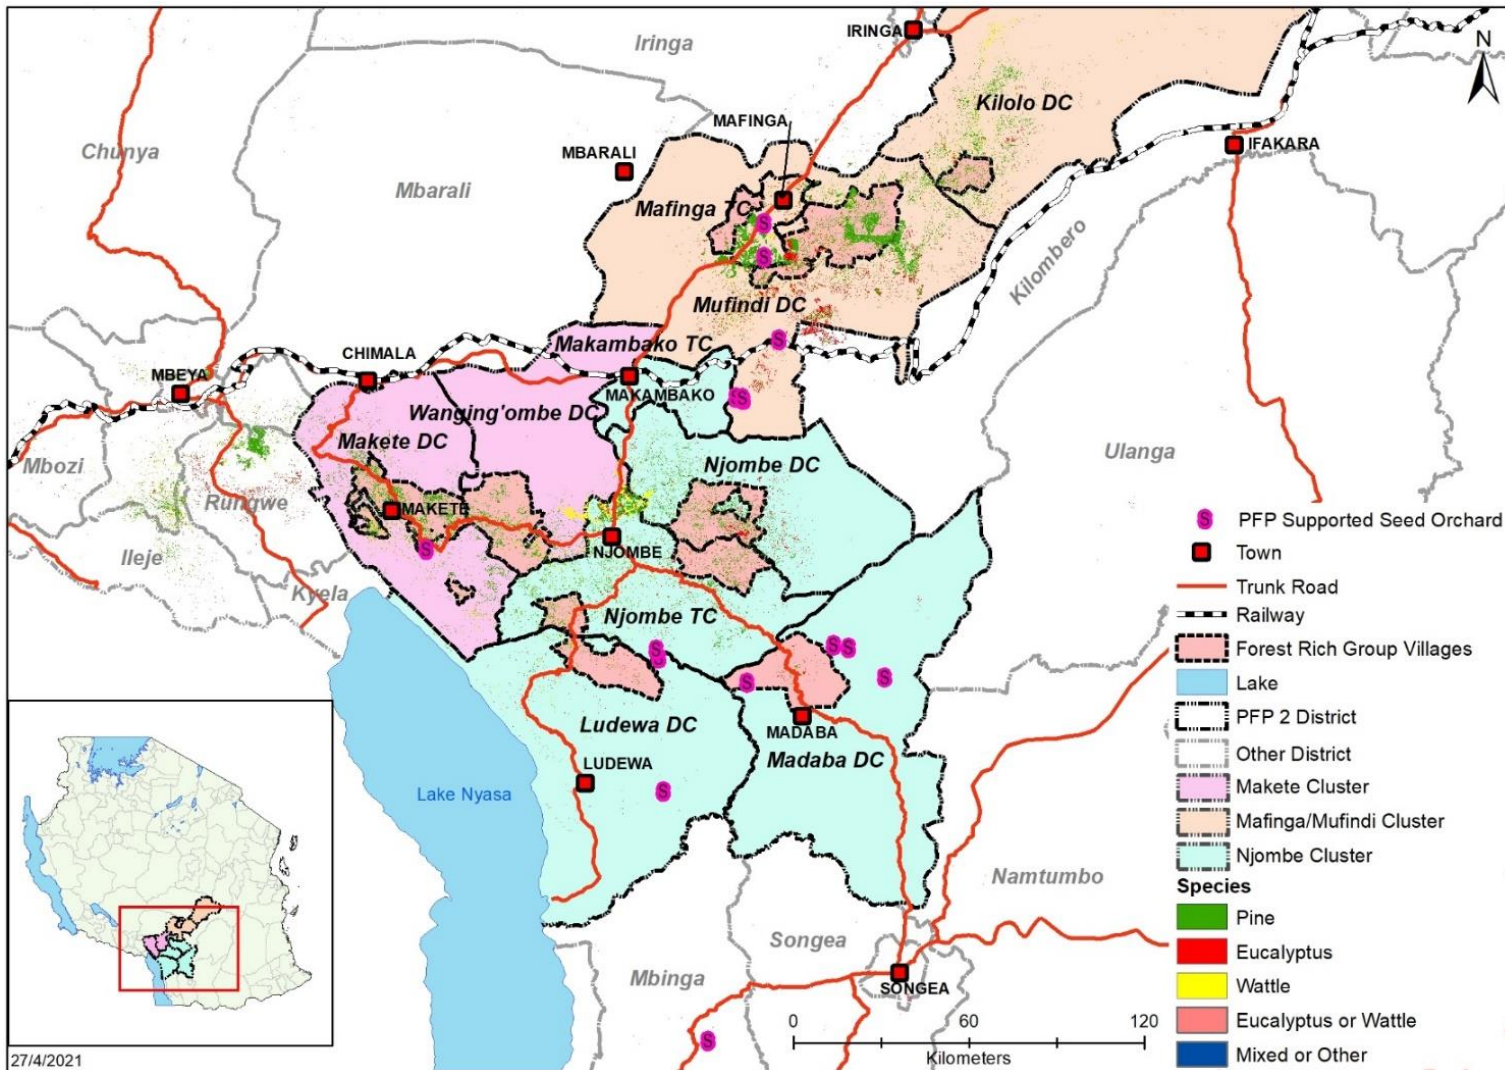 IRINGA
Iringa
N
Kilolo DC
MAFINGA
Chunya
MBARALI
IFAKARA
Mbarali
Mafinga TC
Kilombero
Mufindi DC
Makambako TC
CHIMALA
MBEYA
MAKAMBAKO
Wanging'ombe DC
Makete DC
Mbozi
Njombe DC
Ulanga
Rungwe
MAKETE
NJOMBE
Ileje
Kyela
Njombe TC
Ludewa DC
MADABA
Madaba DC
LUDEWA
Lake Nyasa
Namtumbo
Songea
Mbinga
SONGEA
S
S
S
S
S
S
S
S
S
S
S
S
S
PFP Supported Seed Orchard
Town
Trunk Road
Railway
Forest Rich Group Villages
Lake
PFP 2 District
Other District
Makete Cluster
Mafinga/Mufindi Cluster
Njombe Cluster
Species
Pine
Eucalyptus
Wattle
Eucalyptus or Wattle
Mixed or Other
0 60 120
Kilometers
27/4/2021